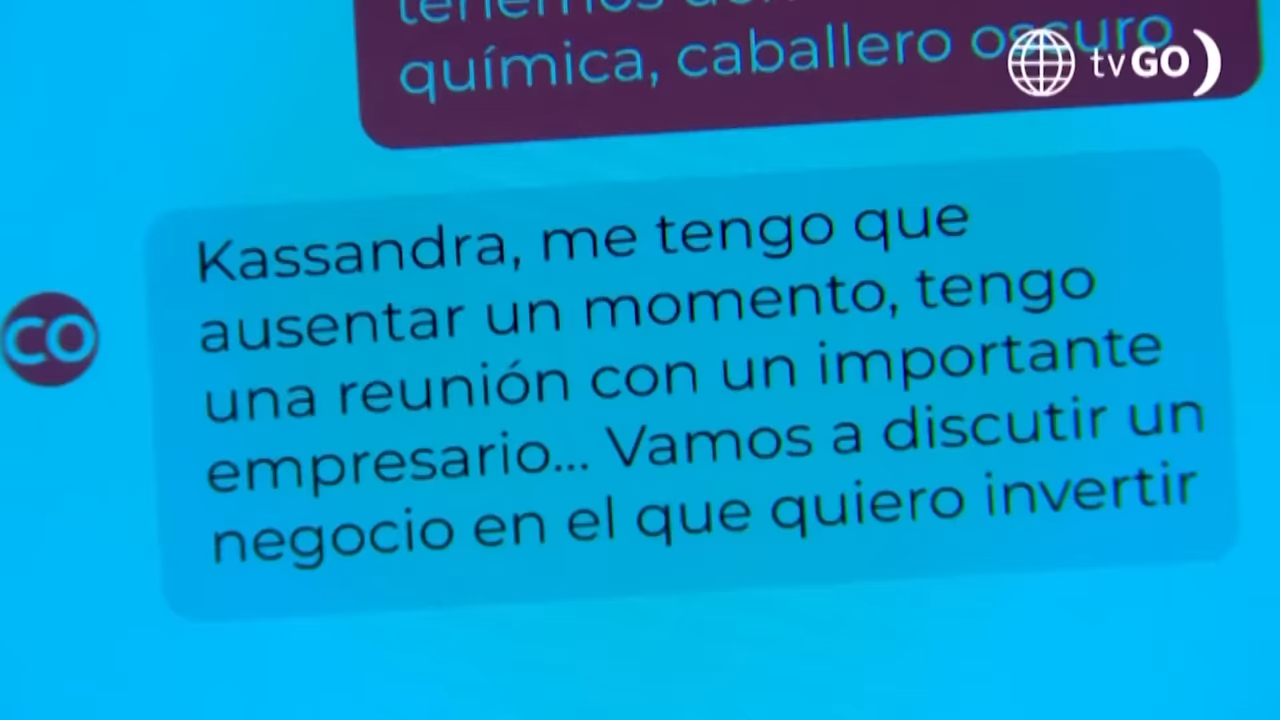 tenemos
química, caballero oscuro
tvGO
Kassandra, me tengo que
ausentar un momento, tengo
una reunión con un importante
empresario... Vamos a discutir un
negocio en el que quiero invertir
CO